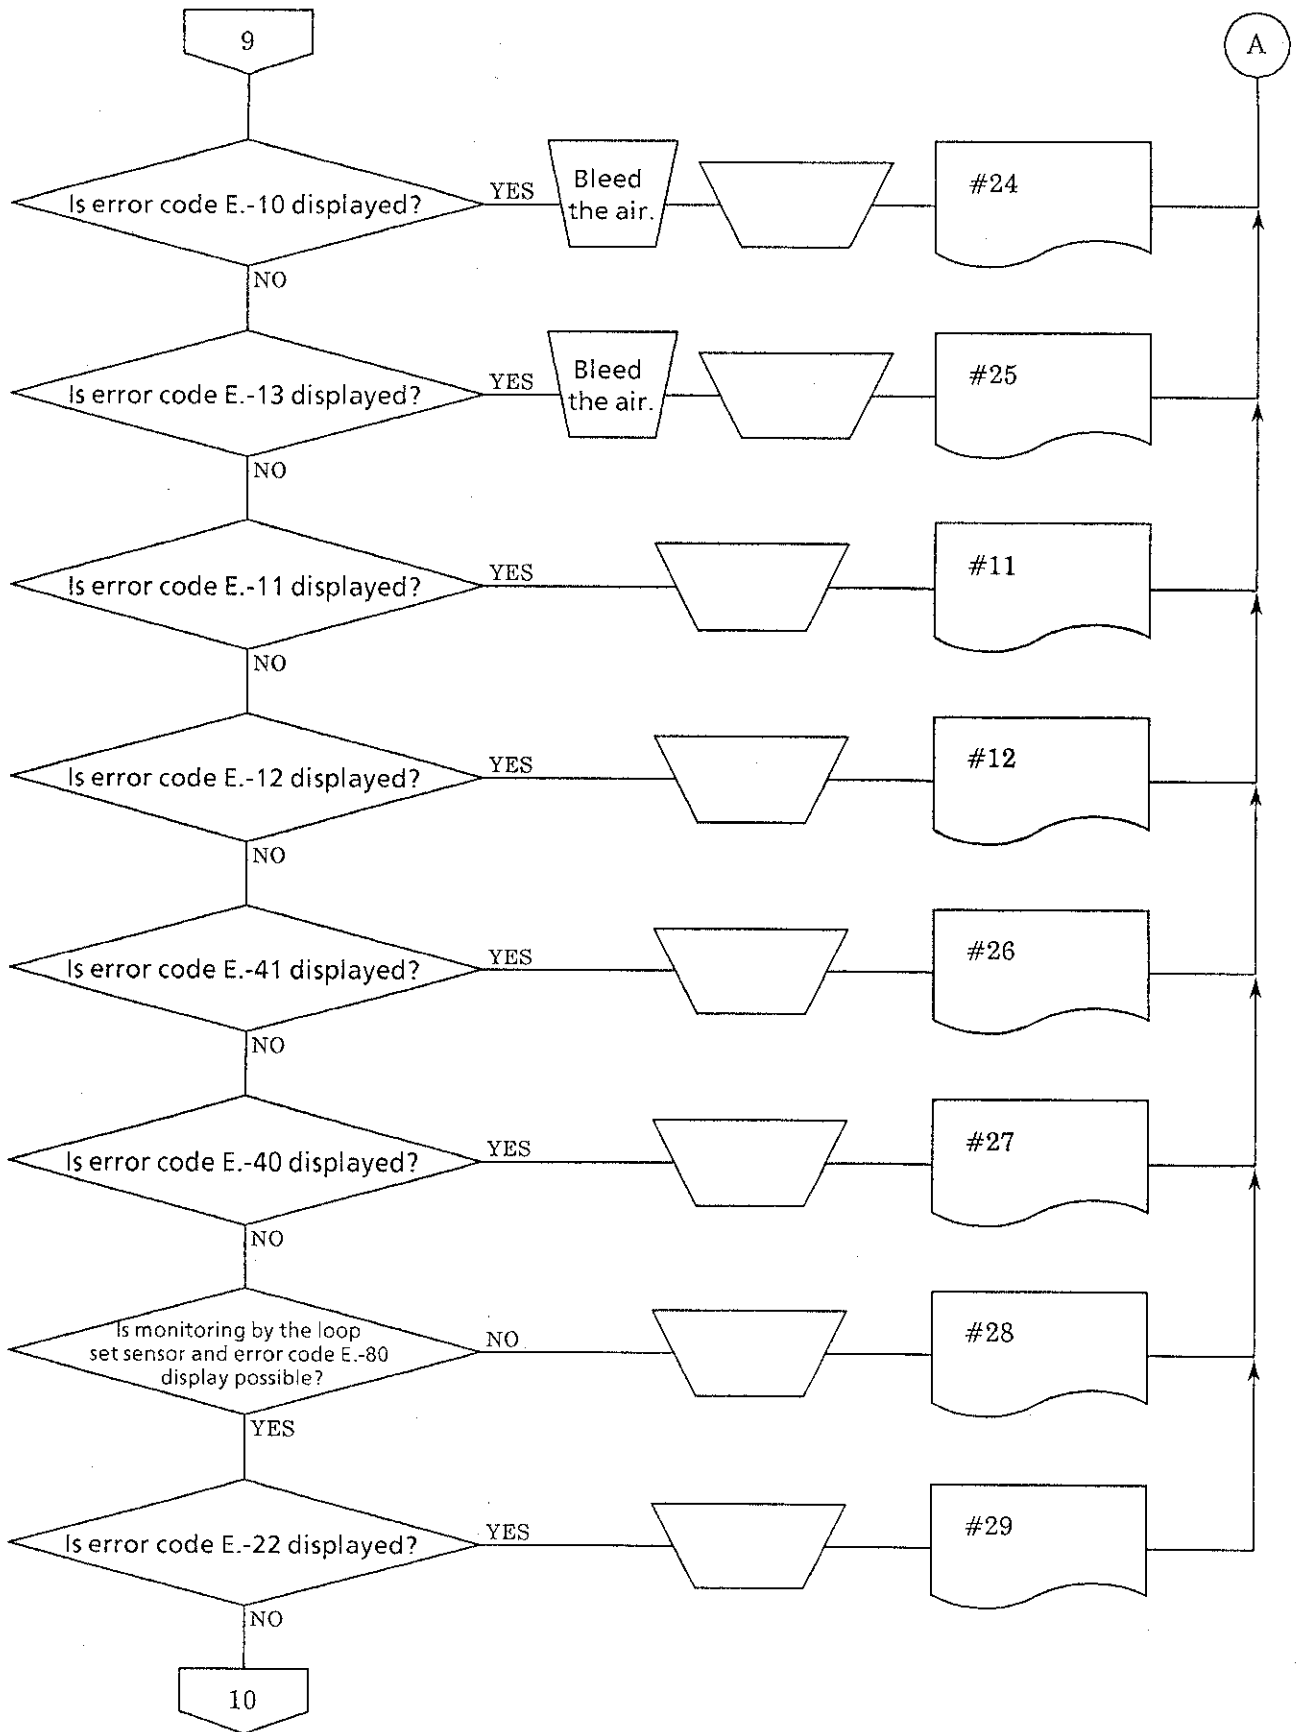 9
A
Is error code E.-10 displayed?
YES
Bleed
the air.
#24
NO
Is error code E.-13 displayed?
YES
Bleed
the air.
#25
NO
Is error code E.-11 displayed?
YES
#11
NO
Is error code E.-12 displayed?
YES
#12
NO
Is error code E.-41 displayed?
YES
#26
NO
Is error code E.-40 displayed?
YES
#27
NO
Is monitoring by the loop
set sensor and error code E.-80
display possible?
NO
#28
YES
Is error code E.-22 displayed?
YES
#29
NO
10